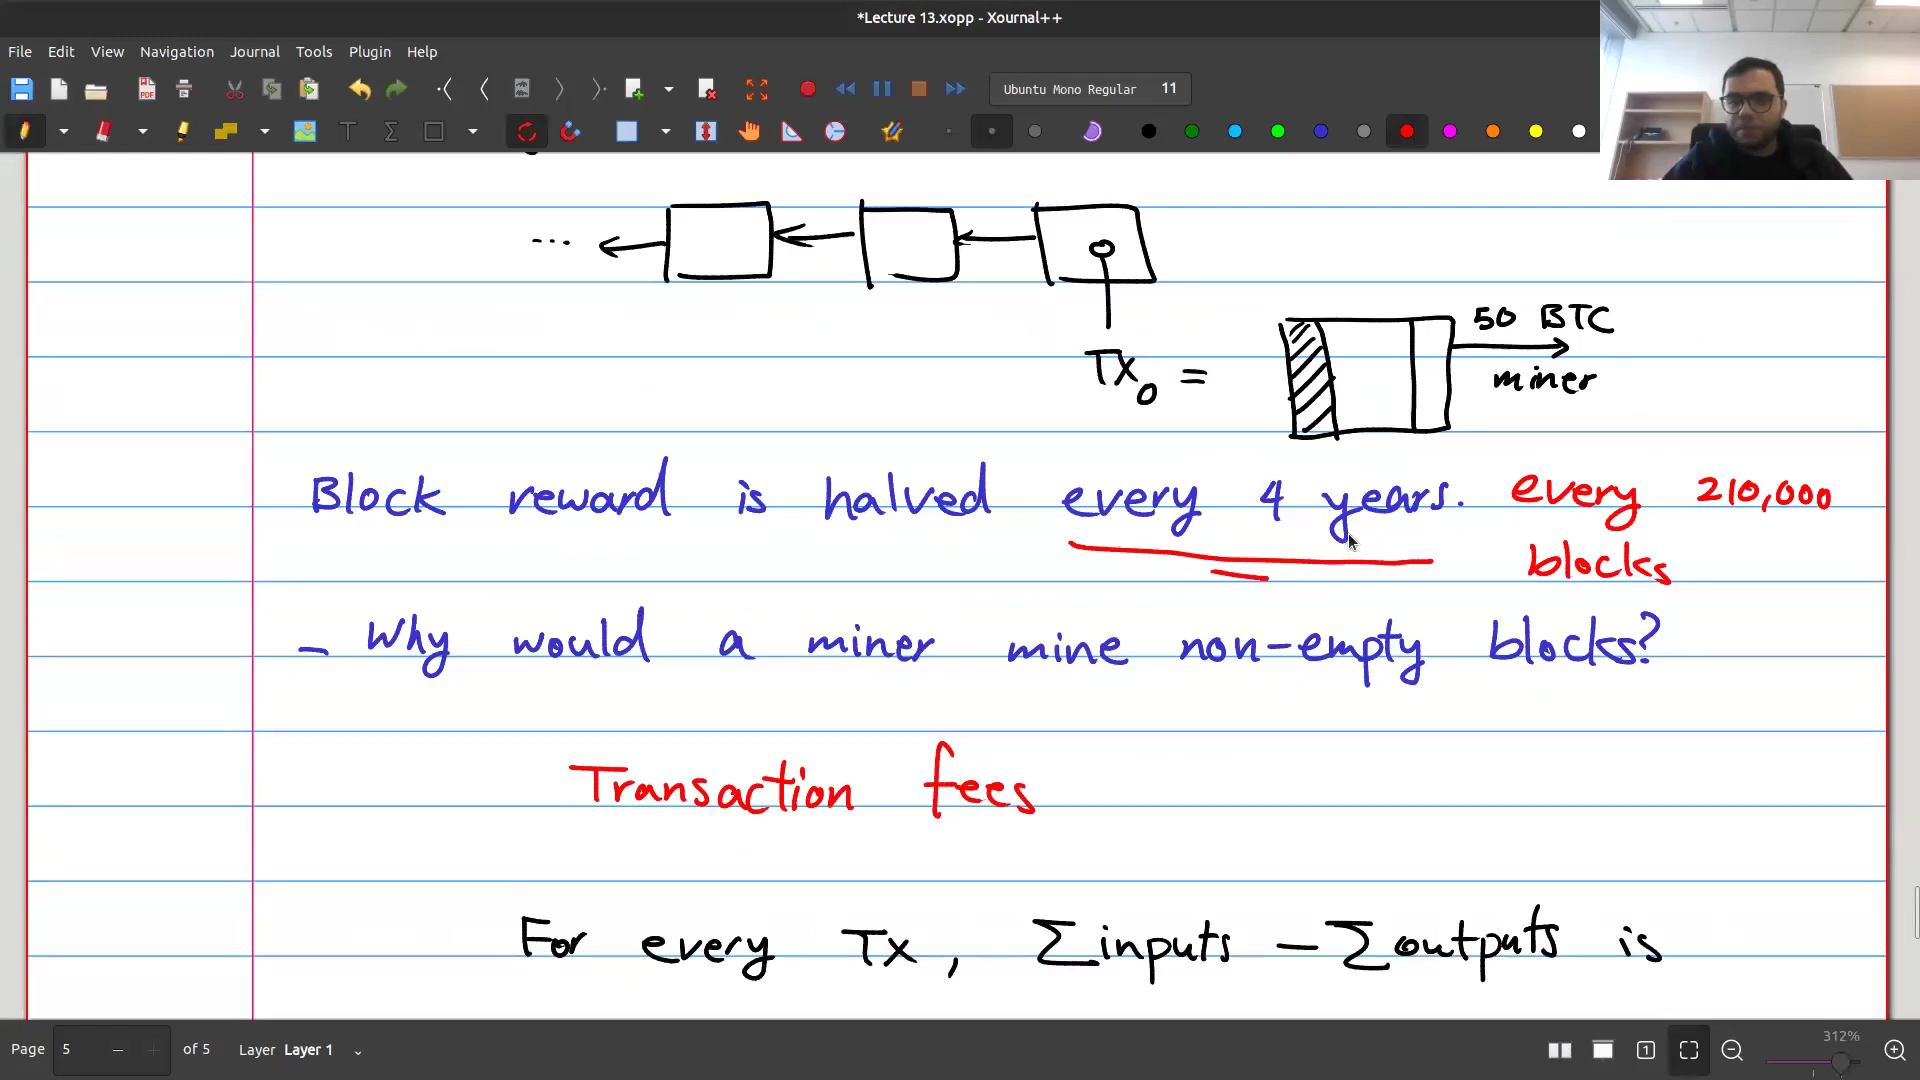 *Lecture 13.xopp - Xournal++
File Edit View Navigation Journal Tools Plugin Help
Ubuntu Mono Regular 11
...
50 BTC
miner
Tx0 =
Block reward is halved every 4 years. every 210,000
blocks
- Why would a miner mine non-empty blocks?
Transaction fees
For every Tx, Σinputs - Σoutputs is
Page 5 of 5 Layer Layer 1 312%